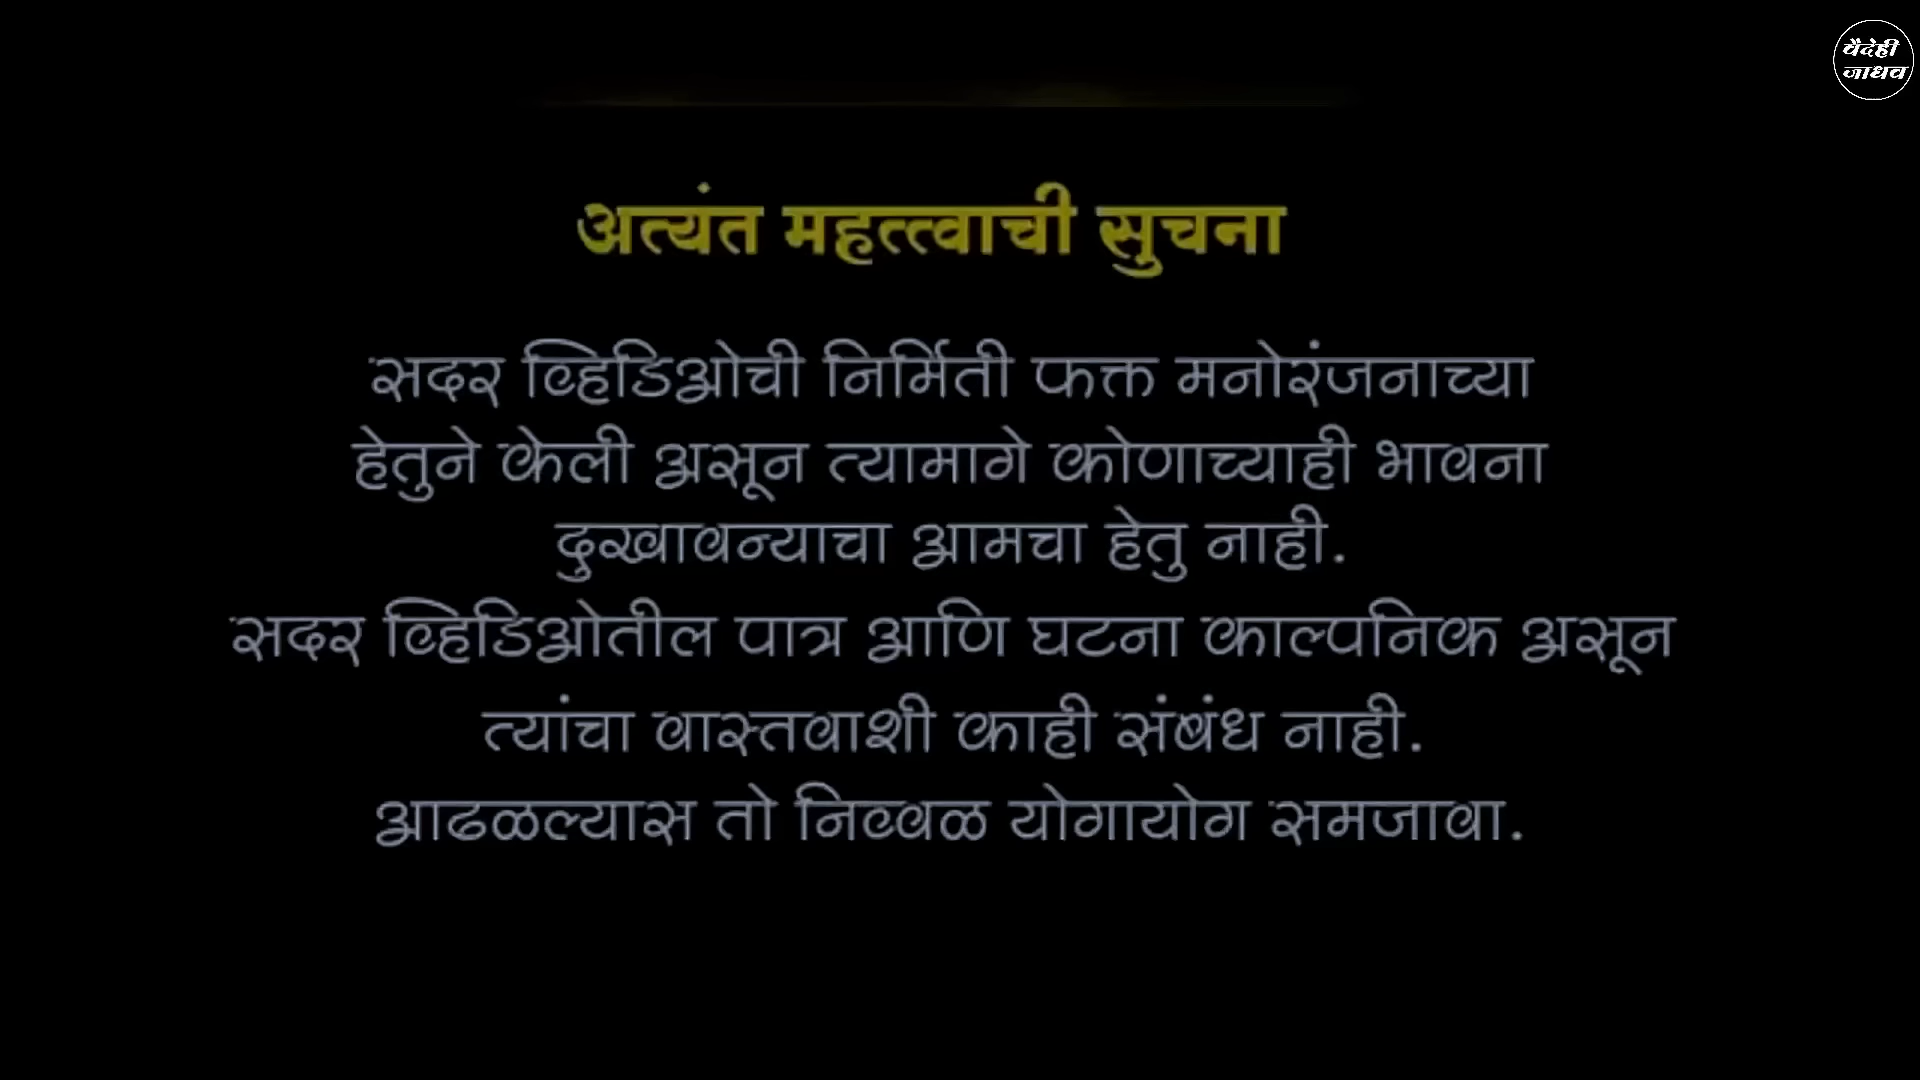 वैदेही
जाधव
अत्यंत महत्त्वाची सुचना
सदर व्हिडिओची निर्मिती फक्त मनोरंजनाच्या
हेतुने केली असून त्यामागे कोणाच्याही भावना
दुखावन्याचा आमचा हेतु नाही.
सदर व्हिडिओतील पात्र आणि घटना काल्पनिक असून
त्यांचा वास्तवाशी काही संबंध नाही.
आढळल्यास तो निव्वळ योगायोग समजावा.